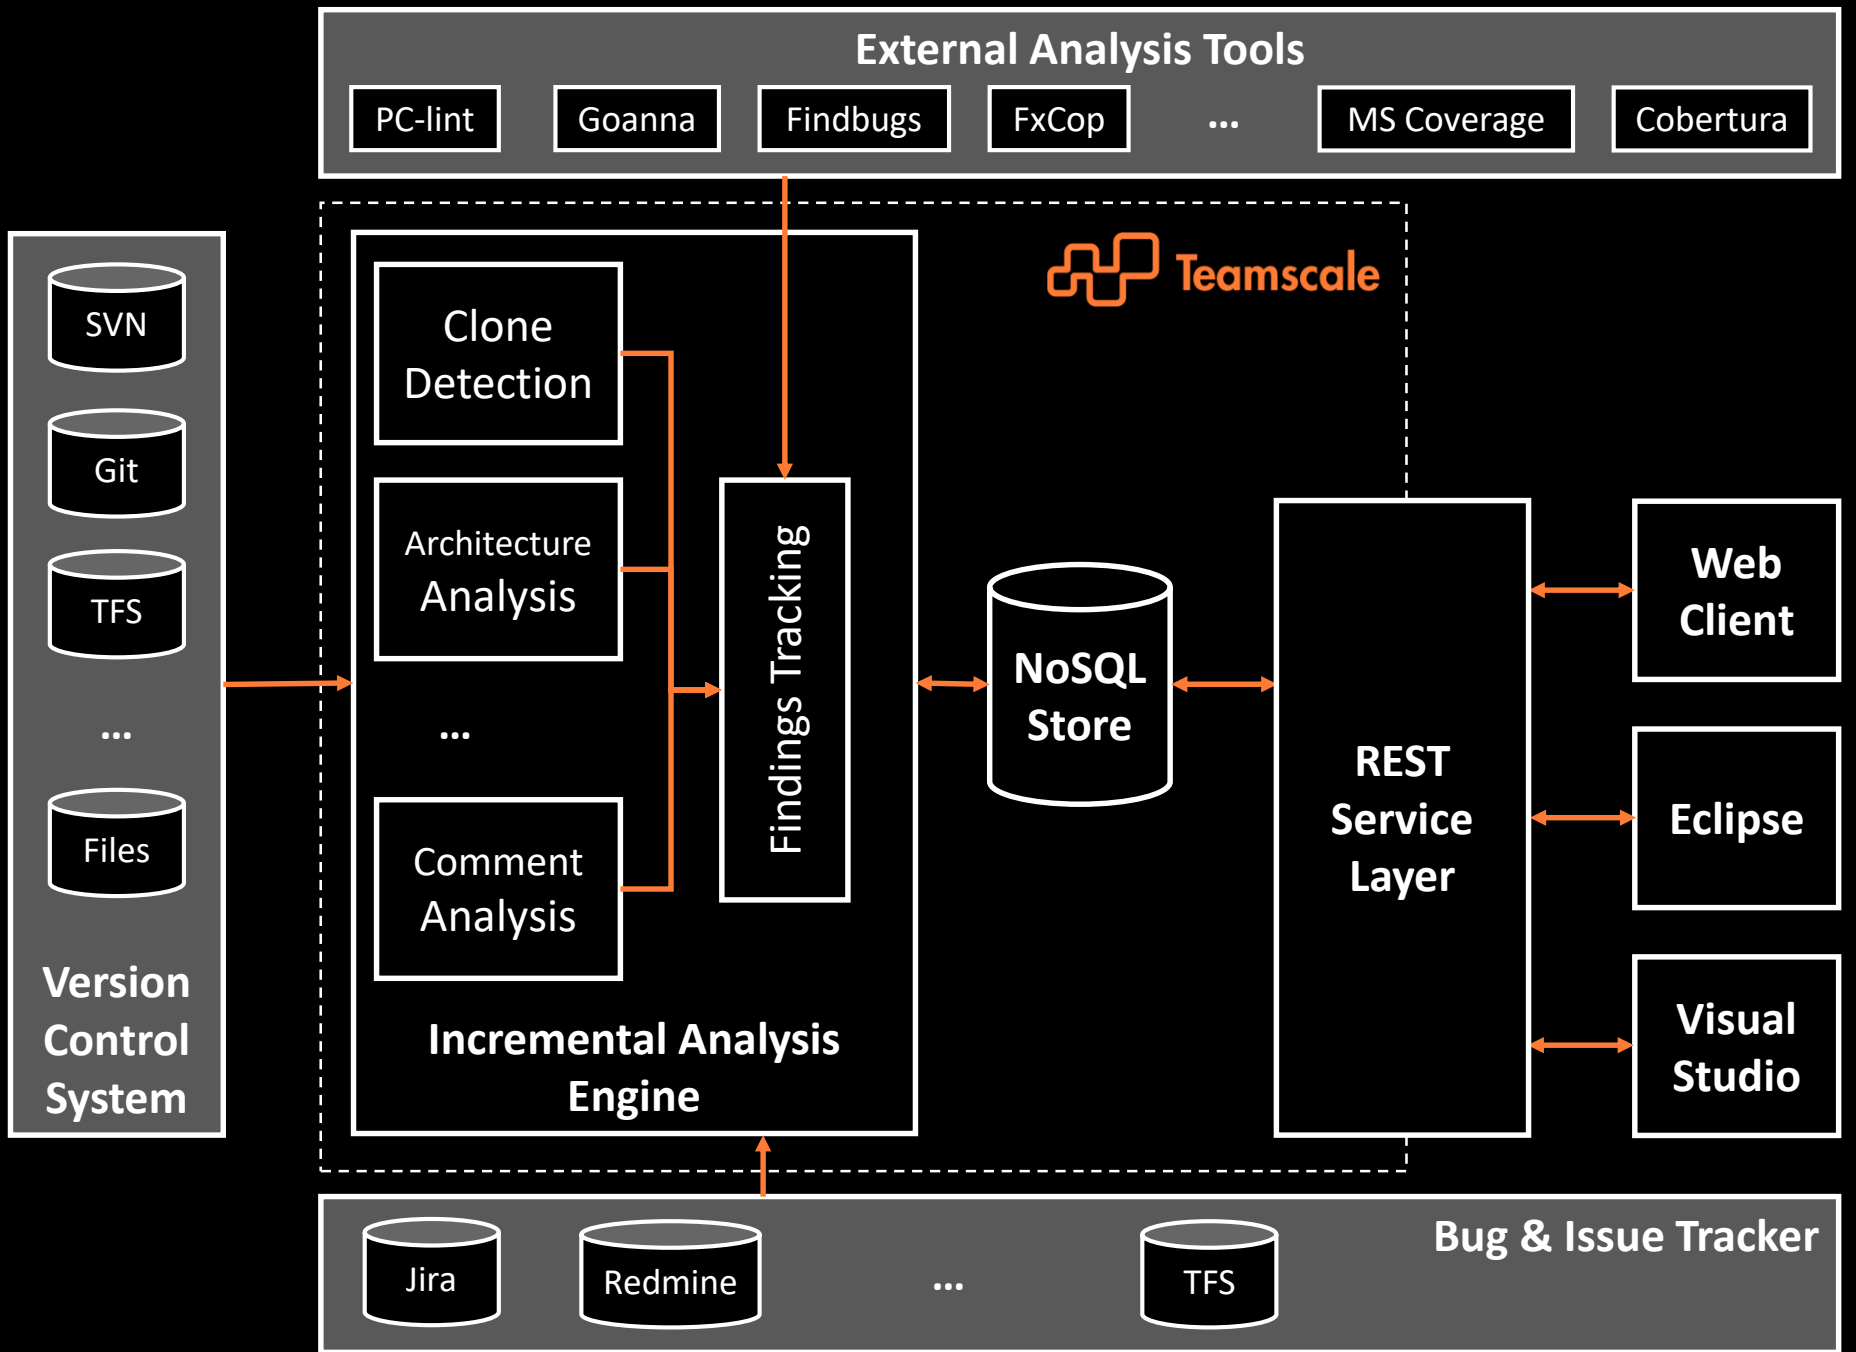 External Analysis Tools
PC-lint
Goanna
Findbugs
FxCop
...
MS Coverage
Cobertura
SVN
Git
TFS
...
Files
Version
Control
System
Teamscale
Clone
Detection
Architecture
Analysis
...
Comment
Analysis
Findings Tracking
Incremental Analysis
Engine
NoSQL
Store
REST
Service
Layer
Web
Client
Eclipse
Visual
Studio
Bug & Issue Tracker
Jira
Redmine
...
TFS